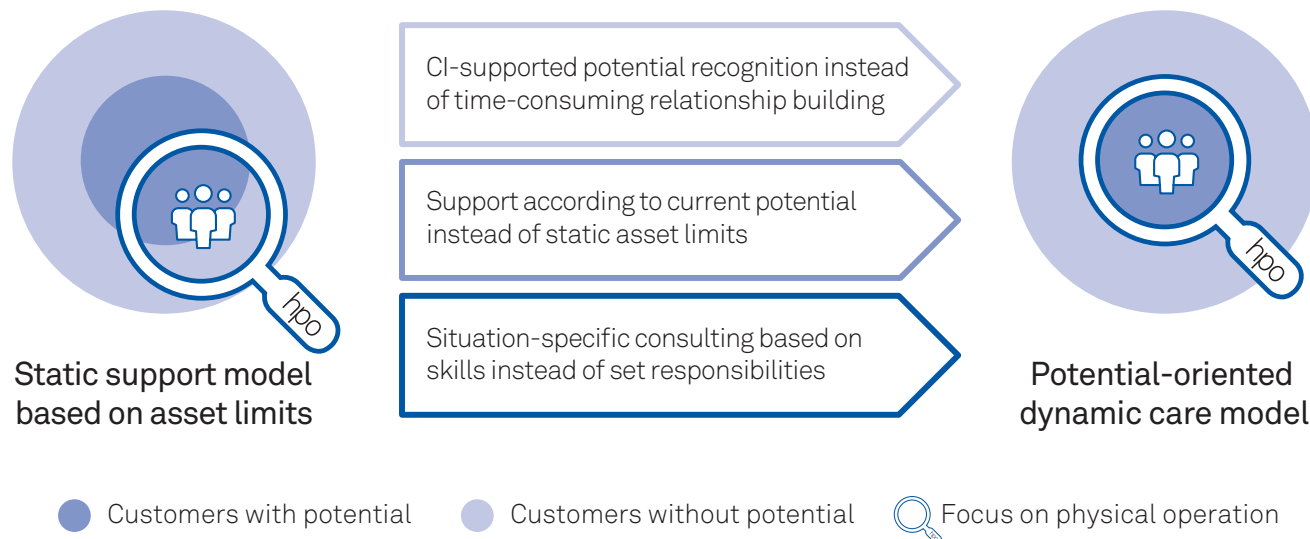 CI-supported potential recognition instead
of time-consuming relationship building
Support according to current potential
instead of static asset limits
Situation-specific consulting based on
skills instead of set responsibilities
hpo
hpo
Static support model
based on asset limits
Potential-oriented
dynamic care model
Customers with potential
Customers without potential
hpo
Focus on physical operation